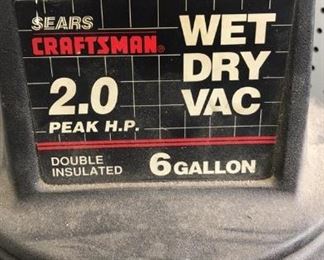 SEARS
CRAFTSMAN®
2.0
PEAK H.P.
WET
DRY
VAC
DOUBLE
INSULATED
6 GALLON